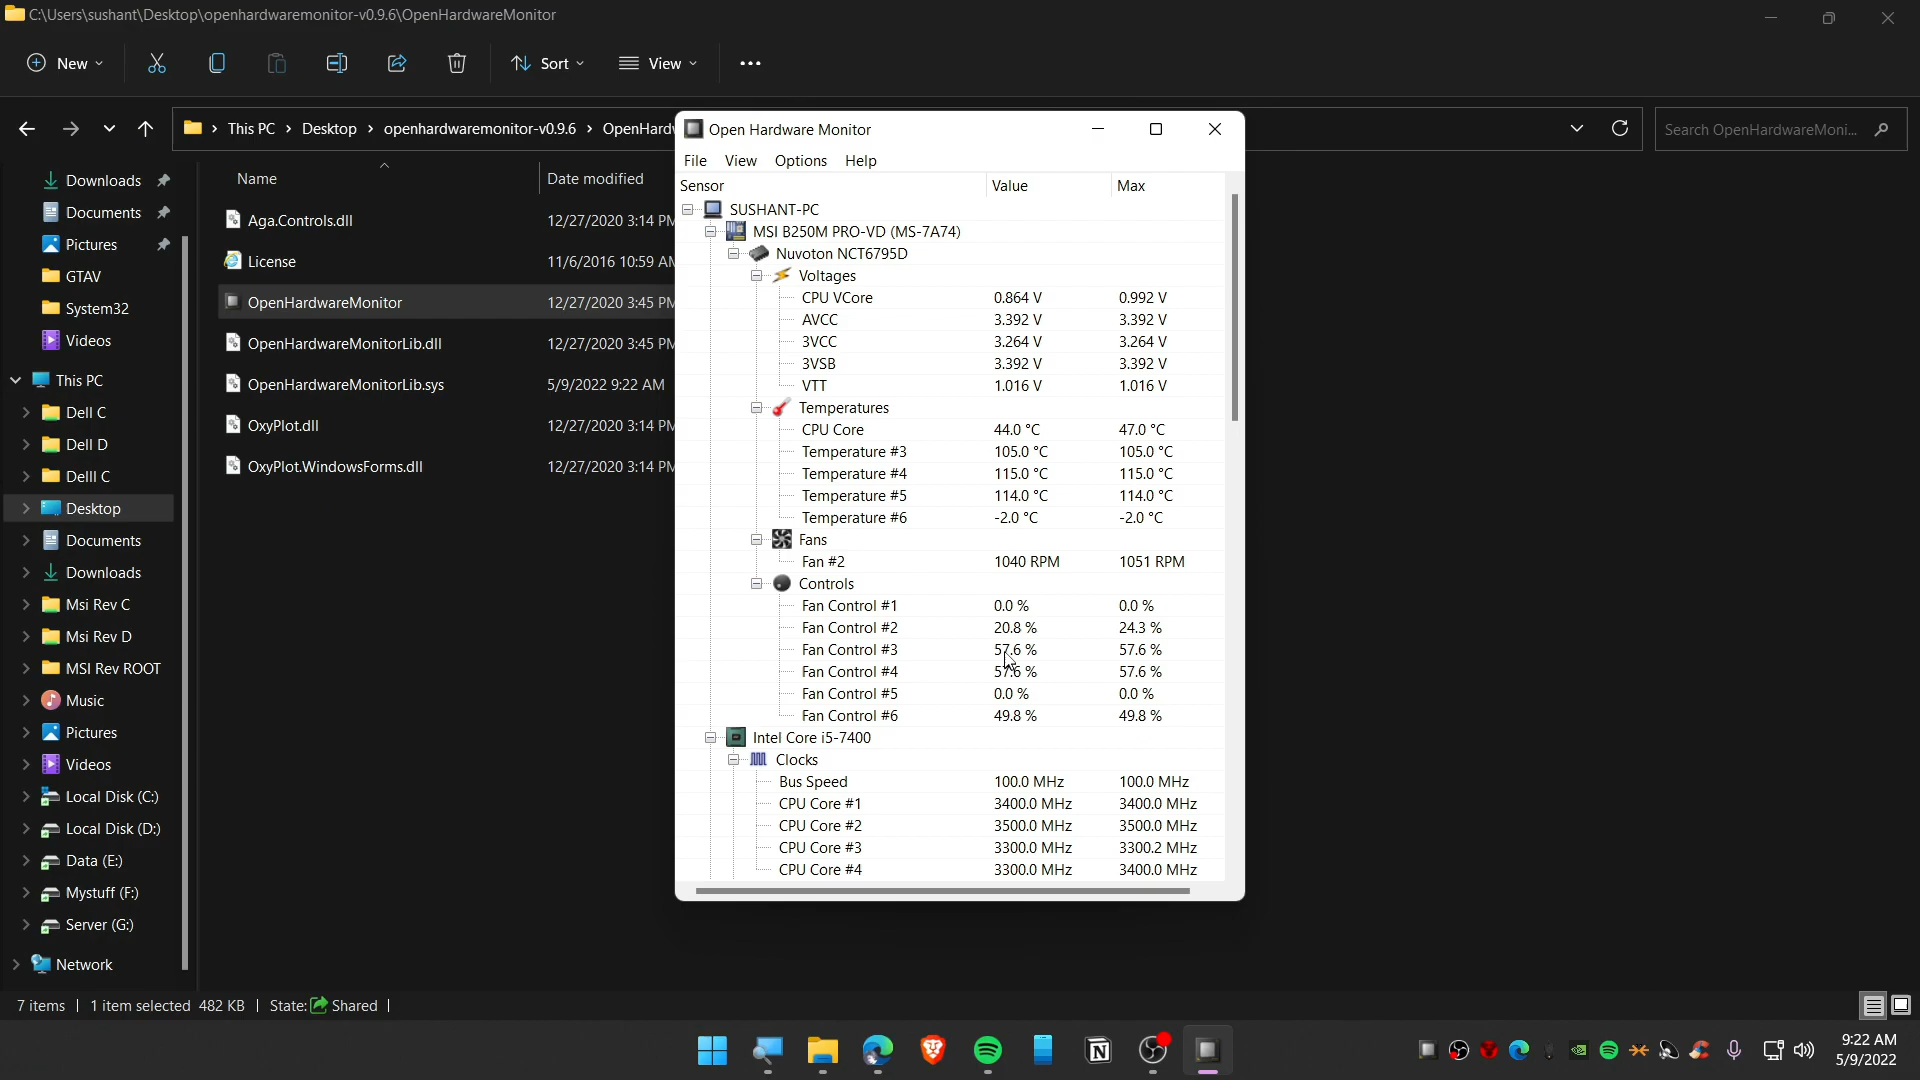 C:\Users\sushant\Desktop\openhardwaremonitor-v0.9.6\OpenHardwareMonitor
New
Sort
View
This PC > Desktop > openhardwaremonitor-v0.9.6 >
Search OpenHardwareMoni...
Downloads
Documents
Pictures
GTAV
System32
Videos
This PC
Dell C
Dell D
Delll C
Desktop
Documents
Downloads
Msi Rev C
Msi Rev D
MSI Rev ROOT
Music
Pictures
Videos
Local Disk (C:)
Local Disk (D:)
Data (E:)
Mystuff (F:)
Server (G:)
Network
Name Date modified
Aga.Controls.dll 12/27/2020 3:14 PM
License 11/6/2016 10:59 AM
OpenHardwareMonitor 12/27/2020 3:45 PM
OpenHardwareMonitorLib.dll 12/27/2020 3:45 PM
OpenHardwareMonitorLib.sys 5/9/2022 9:22 AM
OxyPlot.dll 12/27/2020 3:14 PM
OxyPlot.WindowsForms.dll 12/27/2020 3:14 PM
Open Hardware Monitor
File View Options Help
Sensor Value Max
SUSHANT-PC
MSI B250M PRO-VD (MS-7A74)
Nuvoton NCT6795D
Voltages
CPU VCore 0.864 V 0.992 V
AVCC 3.392 V 3.392 V
3VCC 3.264 V 3.264 V
3VSB 3.392 V 3.392 V
VTT 1.016 V 1.016 V
Temperatures
CPU Core 44.0 °C 47.0 °C
Temperature #3 105.0 °C 105.0 °C
Temperature #4 115.0 °C 115.0 °C
Temperature #5 114.0 °C 114.0 °C
Temperature #6 -2.0 °C -2.0 °C
Fans
Fan #2 1040 RPM 1051 RPM
Controls
Fan Control #1 0.0 % 0.0 %
Fan Control #2 20.8 % 24.3 %
Fan Control #3 57.6 % 57.6 %
Fan Control #4 57.6 % 57.6 %
Fan Control #5 0.0 % 0.0 %
Fan Control #6 49.8 % 49.8 %
Intel Core i5-7400
Clocks
Bus Speed 100.0 MHz 100.0 MHz
CPU Core #1 3400.0 MHz 3400.0 MHz
CPU Core #2 3500.0 MHz 3500.0 MHz
CPU Core #3 3300.0 MHz 3300.2 MHz
CPU Core #4 3300.0 MHz 3400.0 MHz
7 items | 1 item selected 482 KB | State: Shared |
9:22 AM
5/9/2022